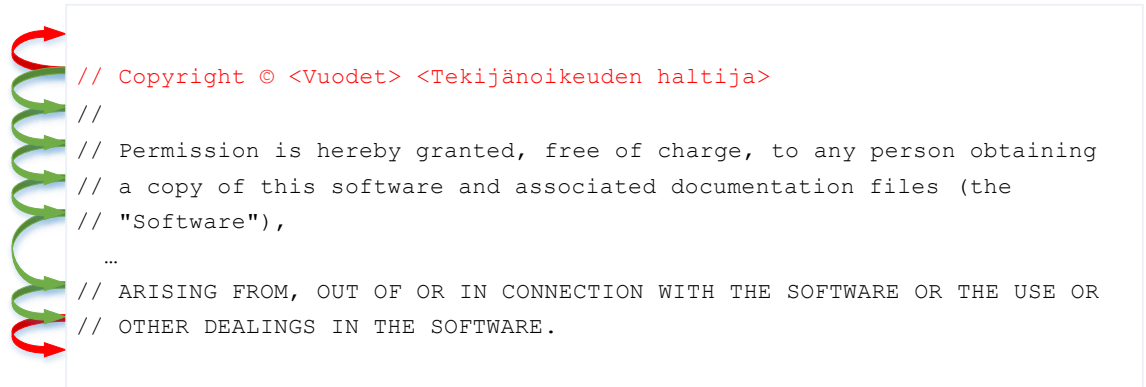 // Copyright © <Vuodet> <Tekijänoikeuden haltija>
//
// Permission is hereby granted, free of charge, to any person obtaining
// a copy of this software and associated documentation files (the
// "Software"),
…
// ARISING FROM, OUT OF OR IN CONNECTION WITH THE SOFTWARE OR THE USE OR
// OTHER DEALINGS IN THE SOFTWARE.